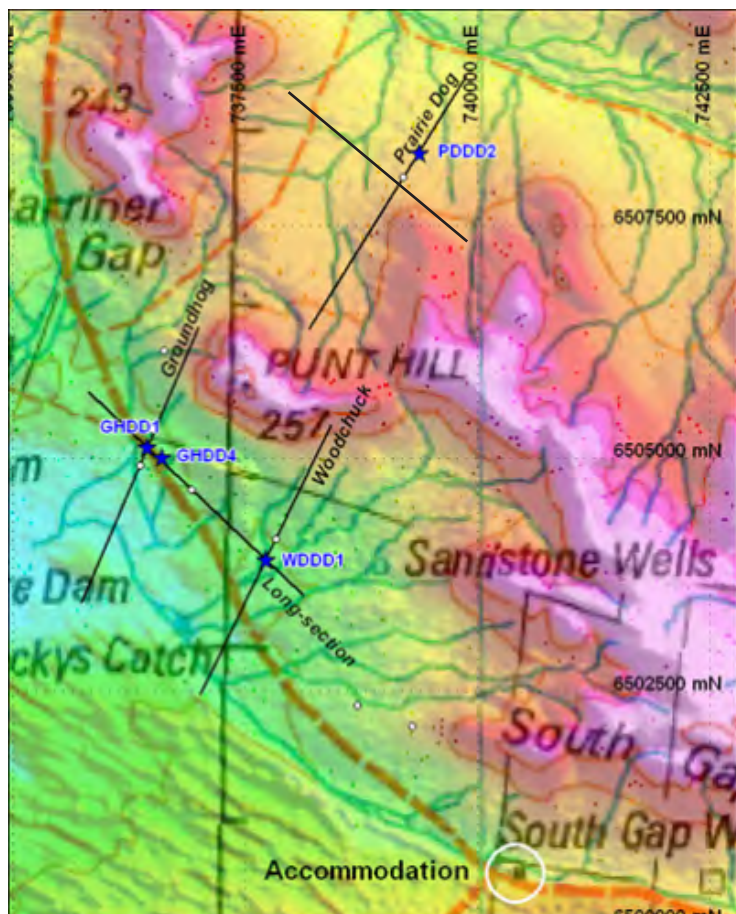 737500 mE
740000 mE
742500 mE
243
Prairie Dog
PDDD2
Gap
6507500 mN
Groundhog
PUNT HILL
257
Woodchuck
GHDD1
GHDD4
6505000 mN
WDDD1
Sandstone Wells
Dam
Long-section
Catch
6502500 mN
South
South Gap W
Accommodation